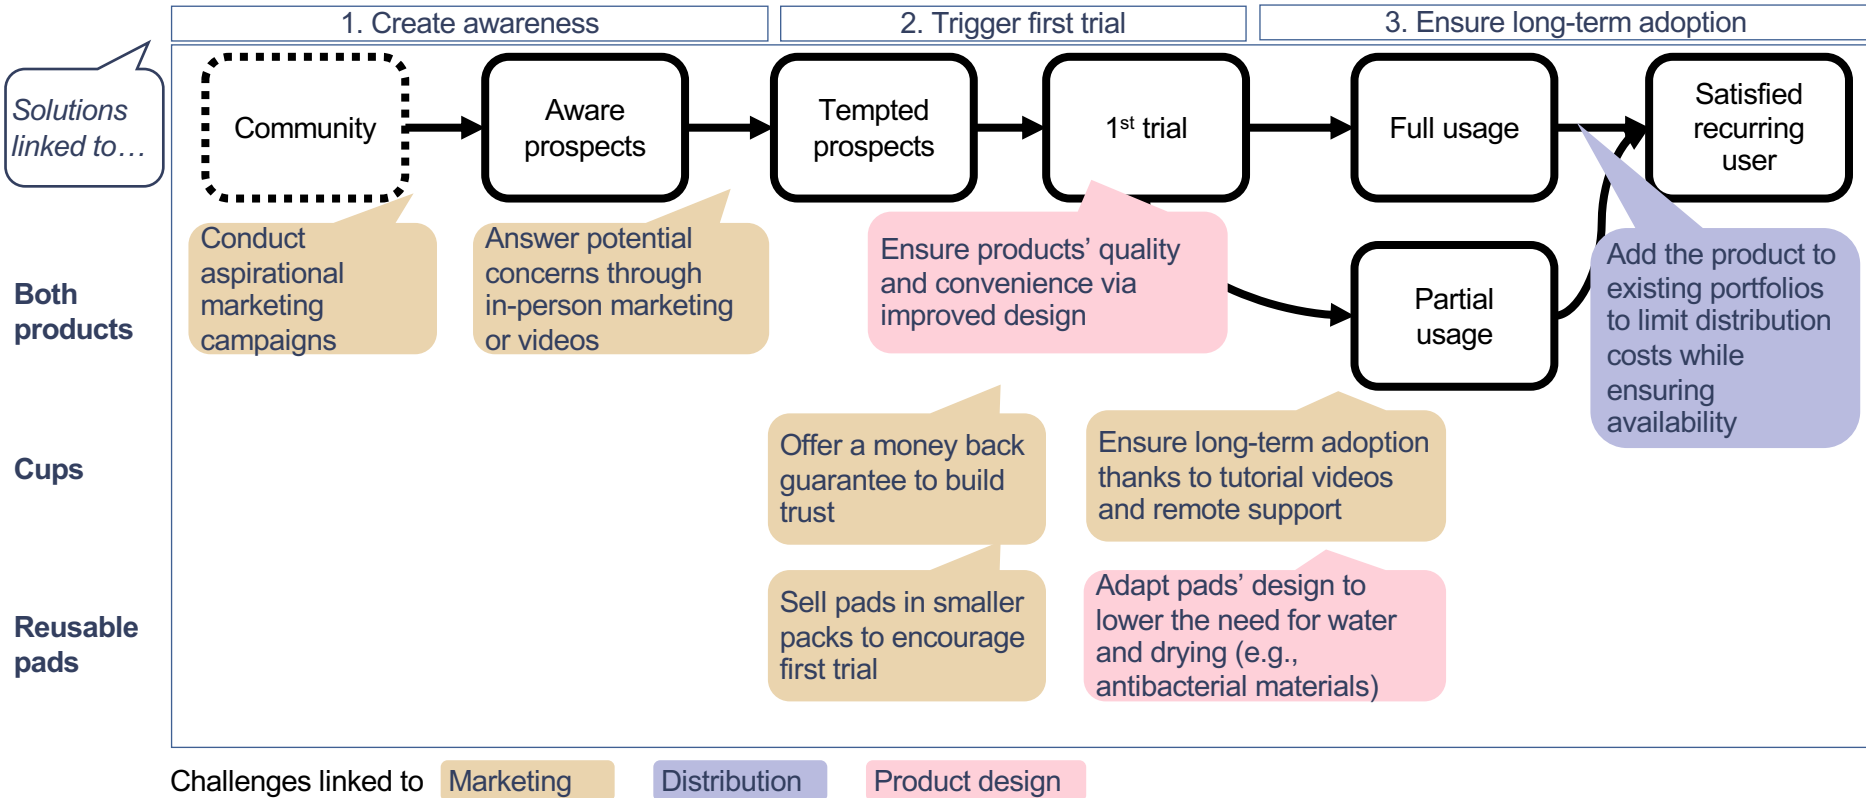 1. Create awareness
2. Trigger first trial
3. Ensure long-term adoption
Solutions
linked to…
Community
Aware
prospects
Tempted
prospects
1st trial
Full usage
Satisfied
recurring
user
Both
products
Conduct
aspirational
marketing
campaigns
Answer potential
concerns through
in-person marketing
or videos
Ensure products’ quality
and convenience via
improved design
Partial
usage
Add the product to
existing portfolios
to limit distribution
costs while
ensuring
availability
Cups
Offer a money back
guarantee to build
trust
Ensure long-term adoption
thanks to tutorial videos
and remote support
Reusable
pads
Sell pads in smaller
packs to encourage
first trial
Adapt pads’ design to
lower the need for water
and drying (e.g.,
antibacterial materials)
Challenges linked to
Marketing
Distribution
Product design